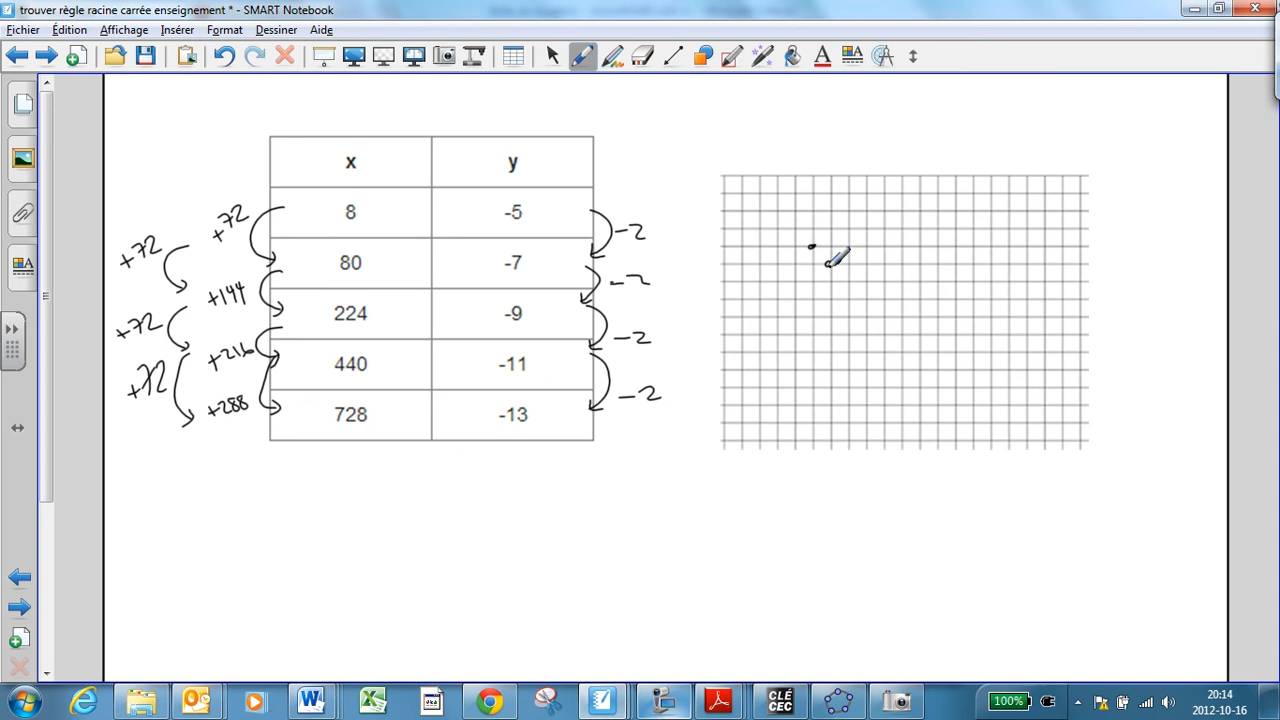 trouver règle racine carrée enseignement * - SMART Notebook
Fichier Édition Affichage Insérer Format Dessiner Aide
x y
8 -5
80 -7
224 -9
440 -11
728 -13
+72 +72 -2
+72 +144 -2
+72 +216 -2
+288 -2
CLÉ
CEC
100%
20:14
2012-10-16